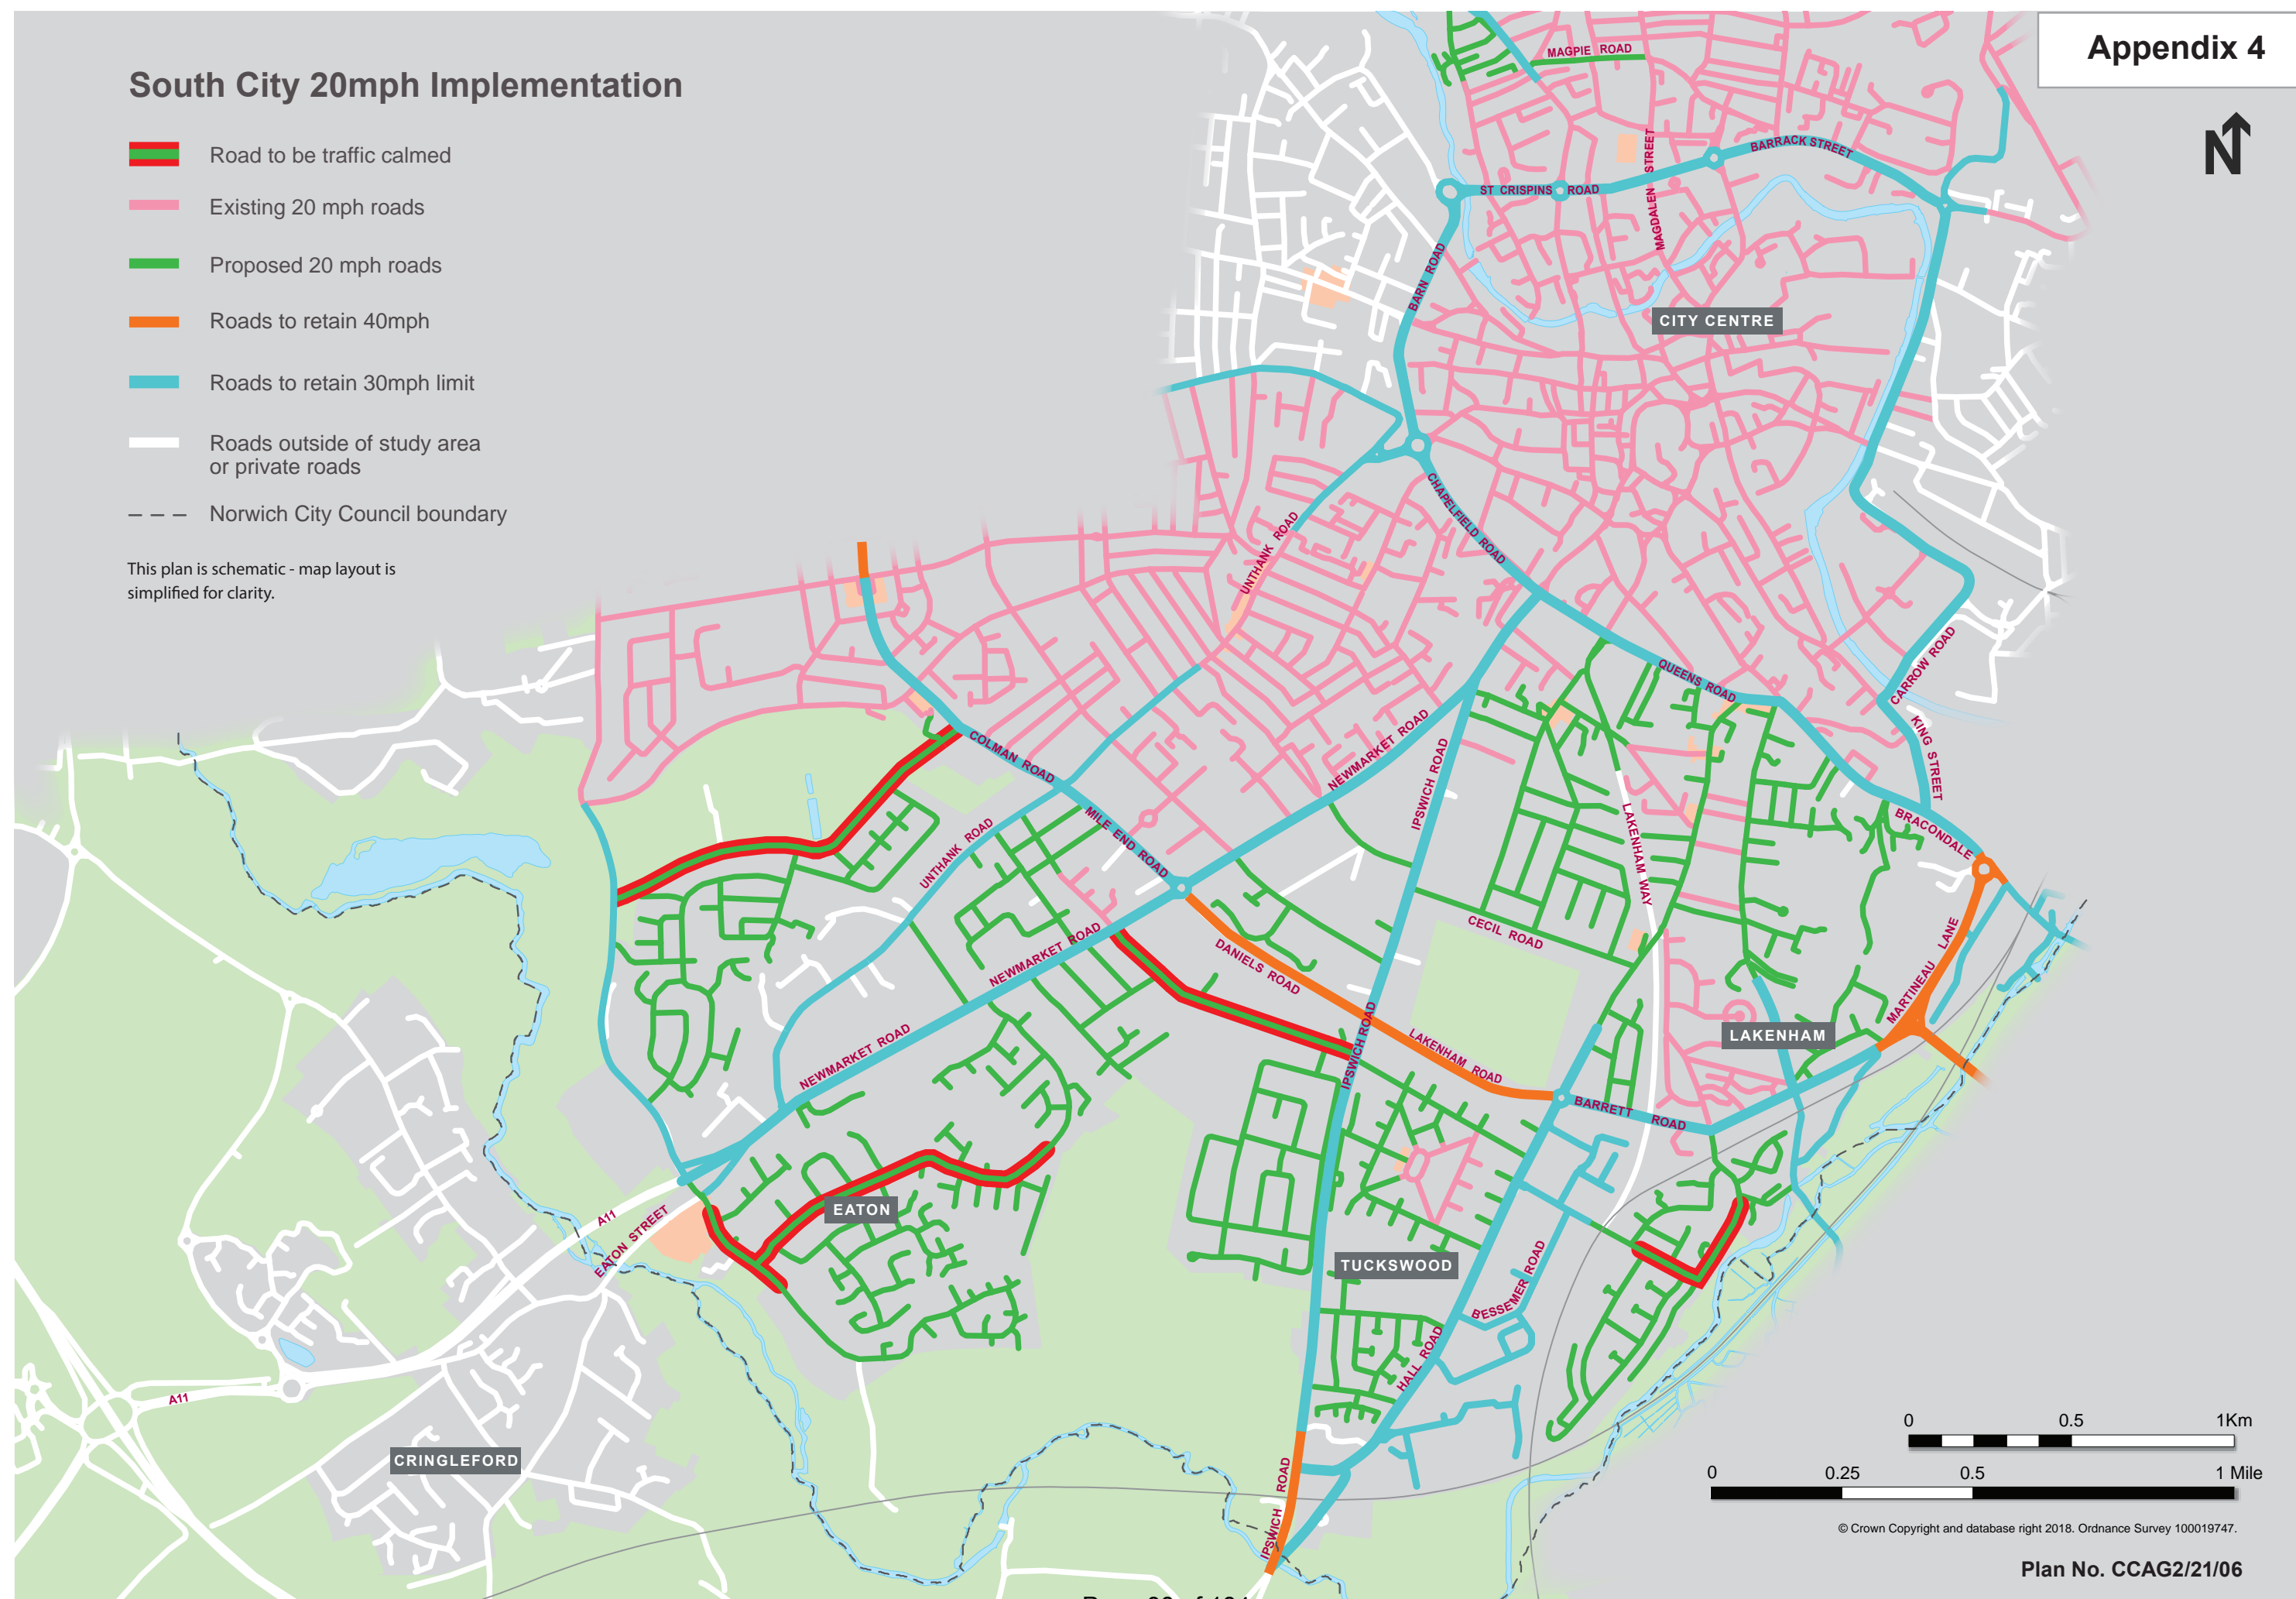 Appendix 4
South City 20mph Implementation
Road to be traffic calmed
Existing 20 mph roads
Proposed 20 mph roads
Roads to retain 40mph
Roads to retain 30mph limit
Roads outside of study area
or private roads
Norwich City Council boundary
This plan is schematic - map layout is
simplified for clarity.
N
MAGPIE ROAD
MAGDALEN STREET
BARRACK STREET
ST CRISPINS ROAD
BARN ROAD
CITY CENTRE
CHAPELFIELD ROAD
UNTHANK ROAD
QUEENS ROAD
CARROW ROAD
KING STREET
BRACONDALE
NEWMARKET ROAD
IPSWICH ROAD
COLMAN ROAD
MILE END ROAD
UNTHANK ROAD
LAKENHAM WAY
CECIL ROAD
NEWMARKET ROAD
DANIELS ROAD
MARTINEAU LANE
LAKENHAM
NEWMARKET ROAD
IPSWICH ROAD
LAKENHAM ROAD
BARRETT ROAD
EATON
A11
EATON STREET
TUCKSWOOD
BESSEMER ROAD
HALL ROAD
A11
CRINGLEFORD
IPSWICH ROAD
0 0.5 1Km
0 0.25 0.5 1 Mile
© Crown Copyright and database right 2018. Ordnance Survey 100019747.
Plan No. CCAG2/21/06